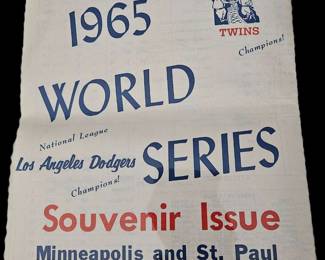 1965
TWINS
Champions!
WORLD
National League
Los Angeles Dodgers
SERIES
Champions!
Souvenir Issue
Minneapolis and St. Paul